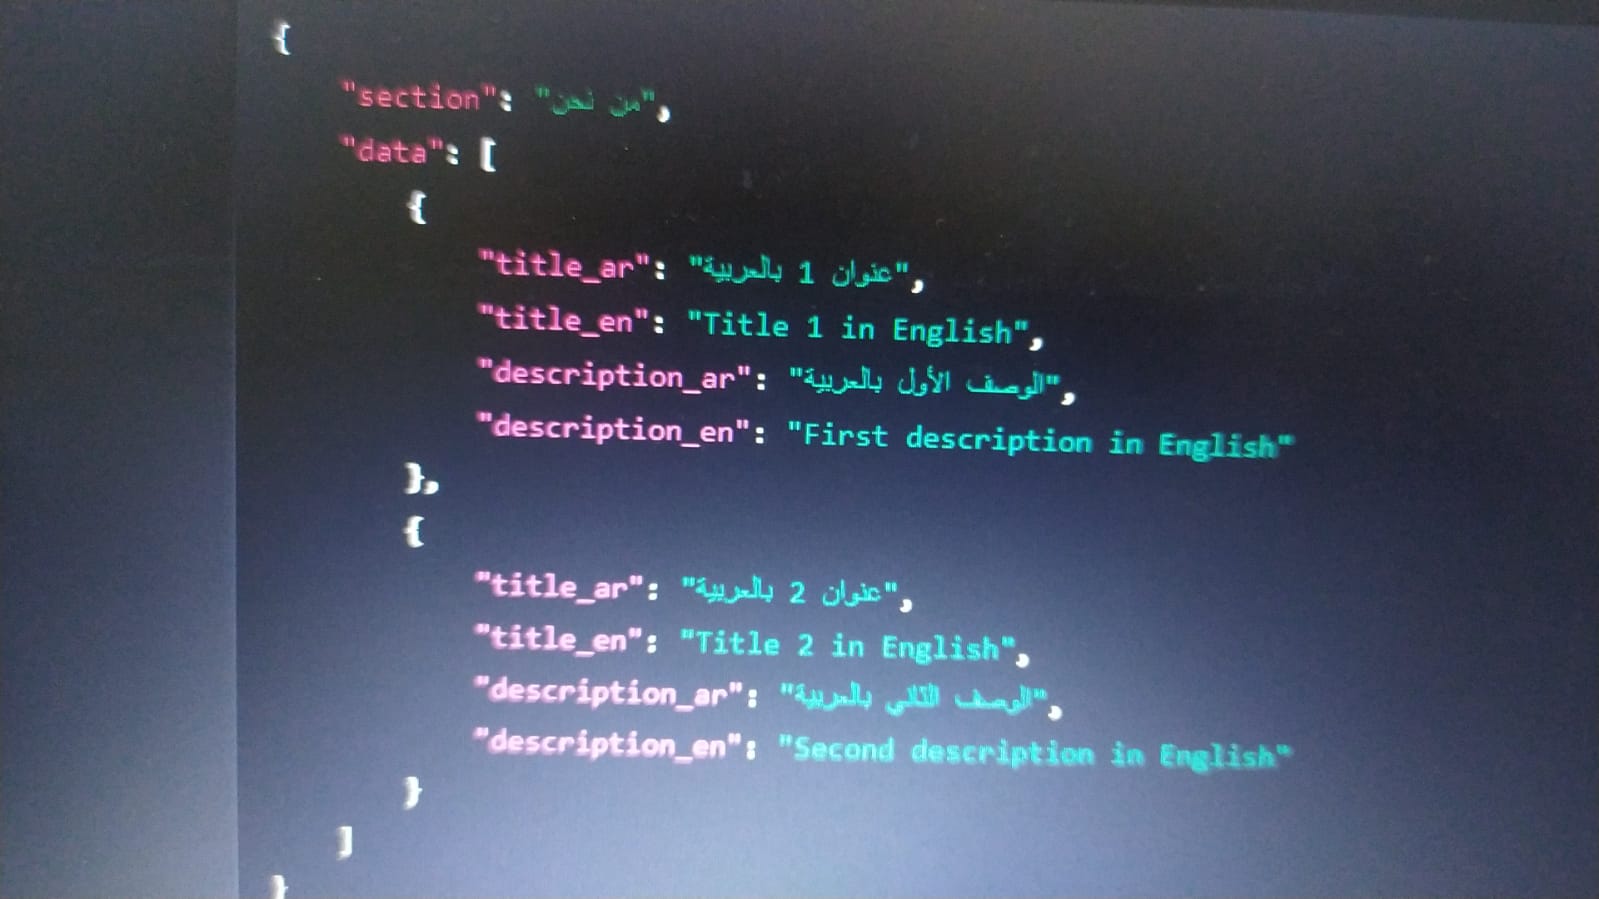 {
"section": "من نحن",
"data": [
{
"title_ar": "عنوان 1 بالعربية",
"title_en": "Title 1 in English",
"description_ar": "الوصف الأول بالعربية",
"description_en": "First description in English"
},
{
"title_ar": "عنوان 2 بالعربية",
"title_en": "Title 2 in English",
"description_ar": "الوصف الثاني بالعربية",
"description_en": "Second description in English"
}
]
}